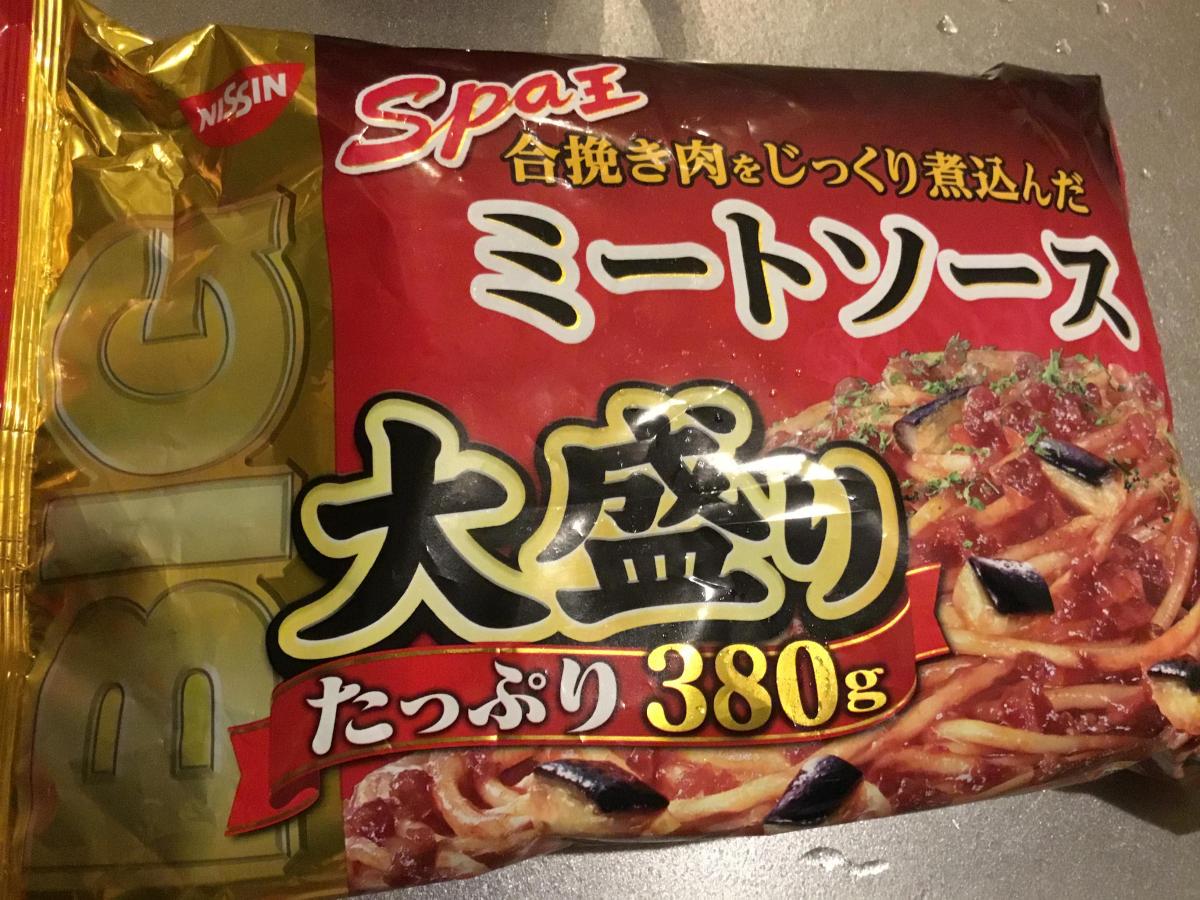 NISSIN
Spa王
合挽き肉をじっくり煮込んだ
ミートソース
BIG
大盛り
たっぷり380g